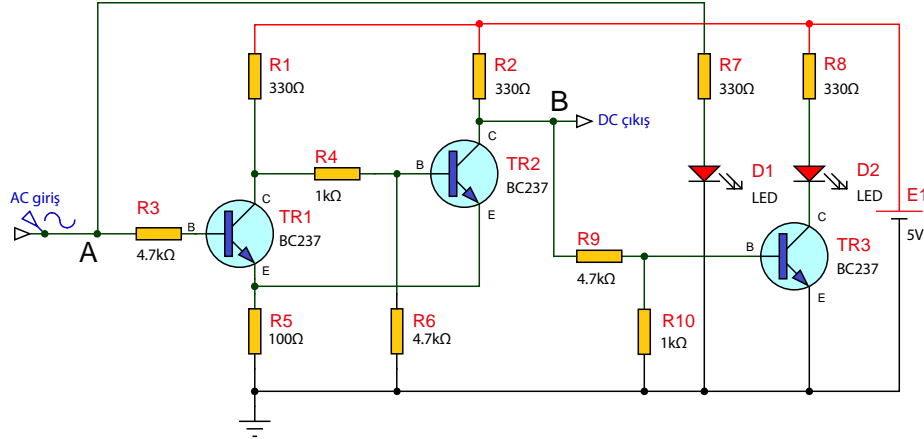 R1
330Ω
R2
330Ω
R7
330Ω
R8
330Ω
B
DC çıkış
C
TR2
BC237
B
E
R4
1kΩ
D1
LED
D2
LED
E1
5V
AC giriş
A
R3
4.7kΩ
B
C
TR1
BC237
E
R9
4.7kΩ
B
C
TR3
BC237
E
R5
100Ω
R6
4.7kΩ
R10
1kΩ